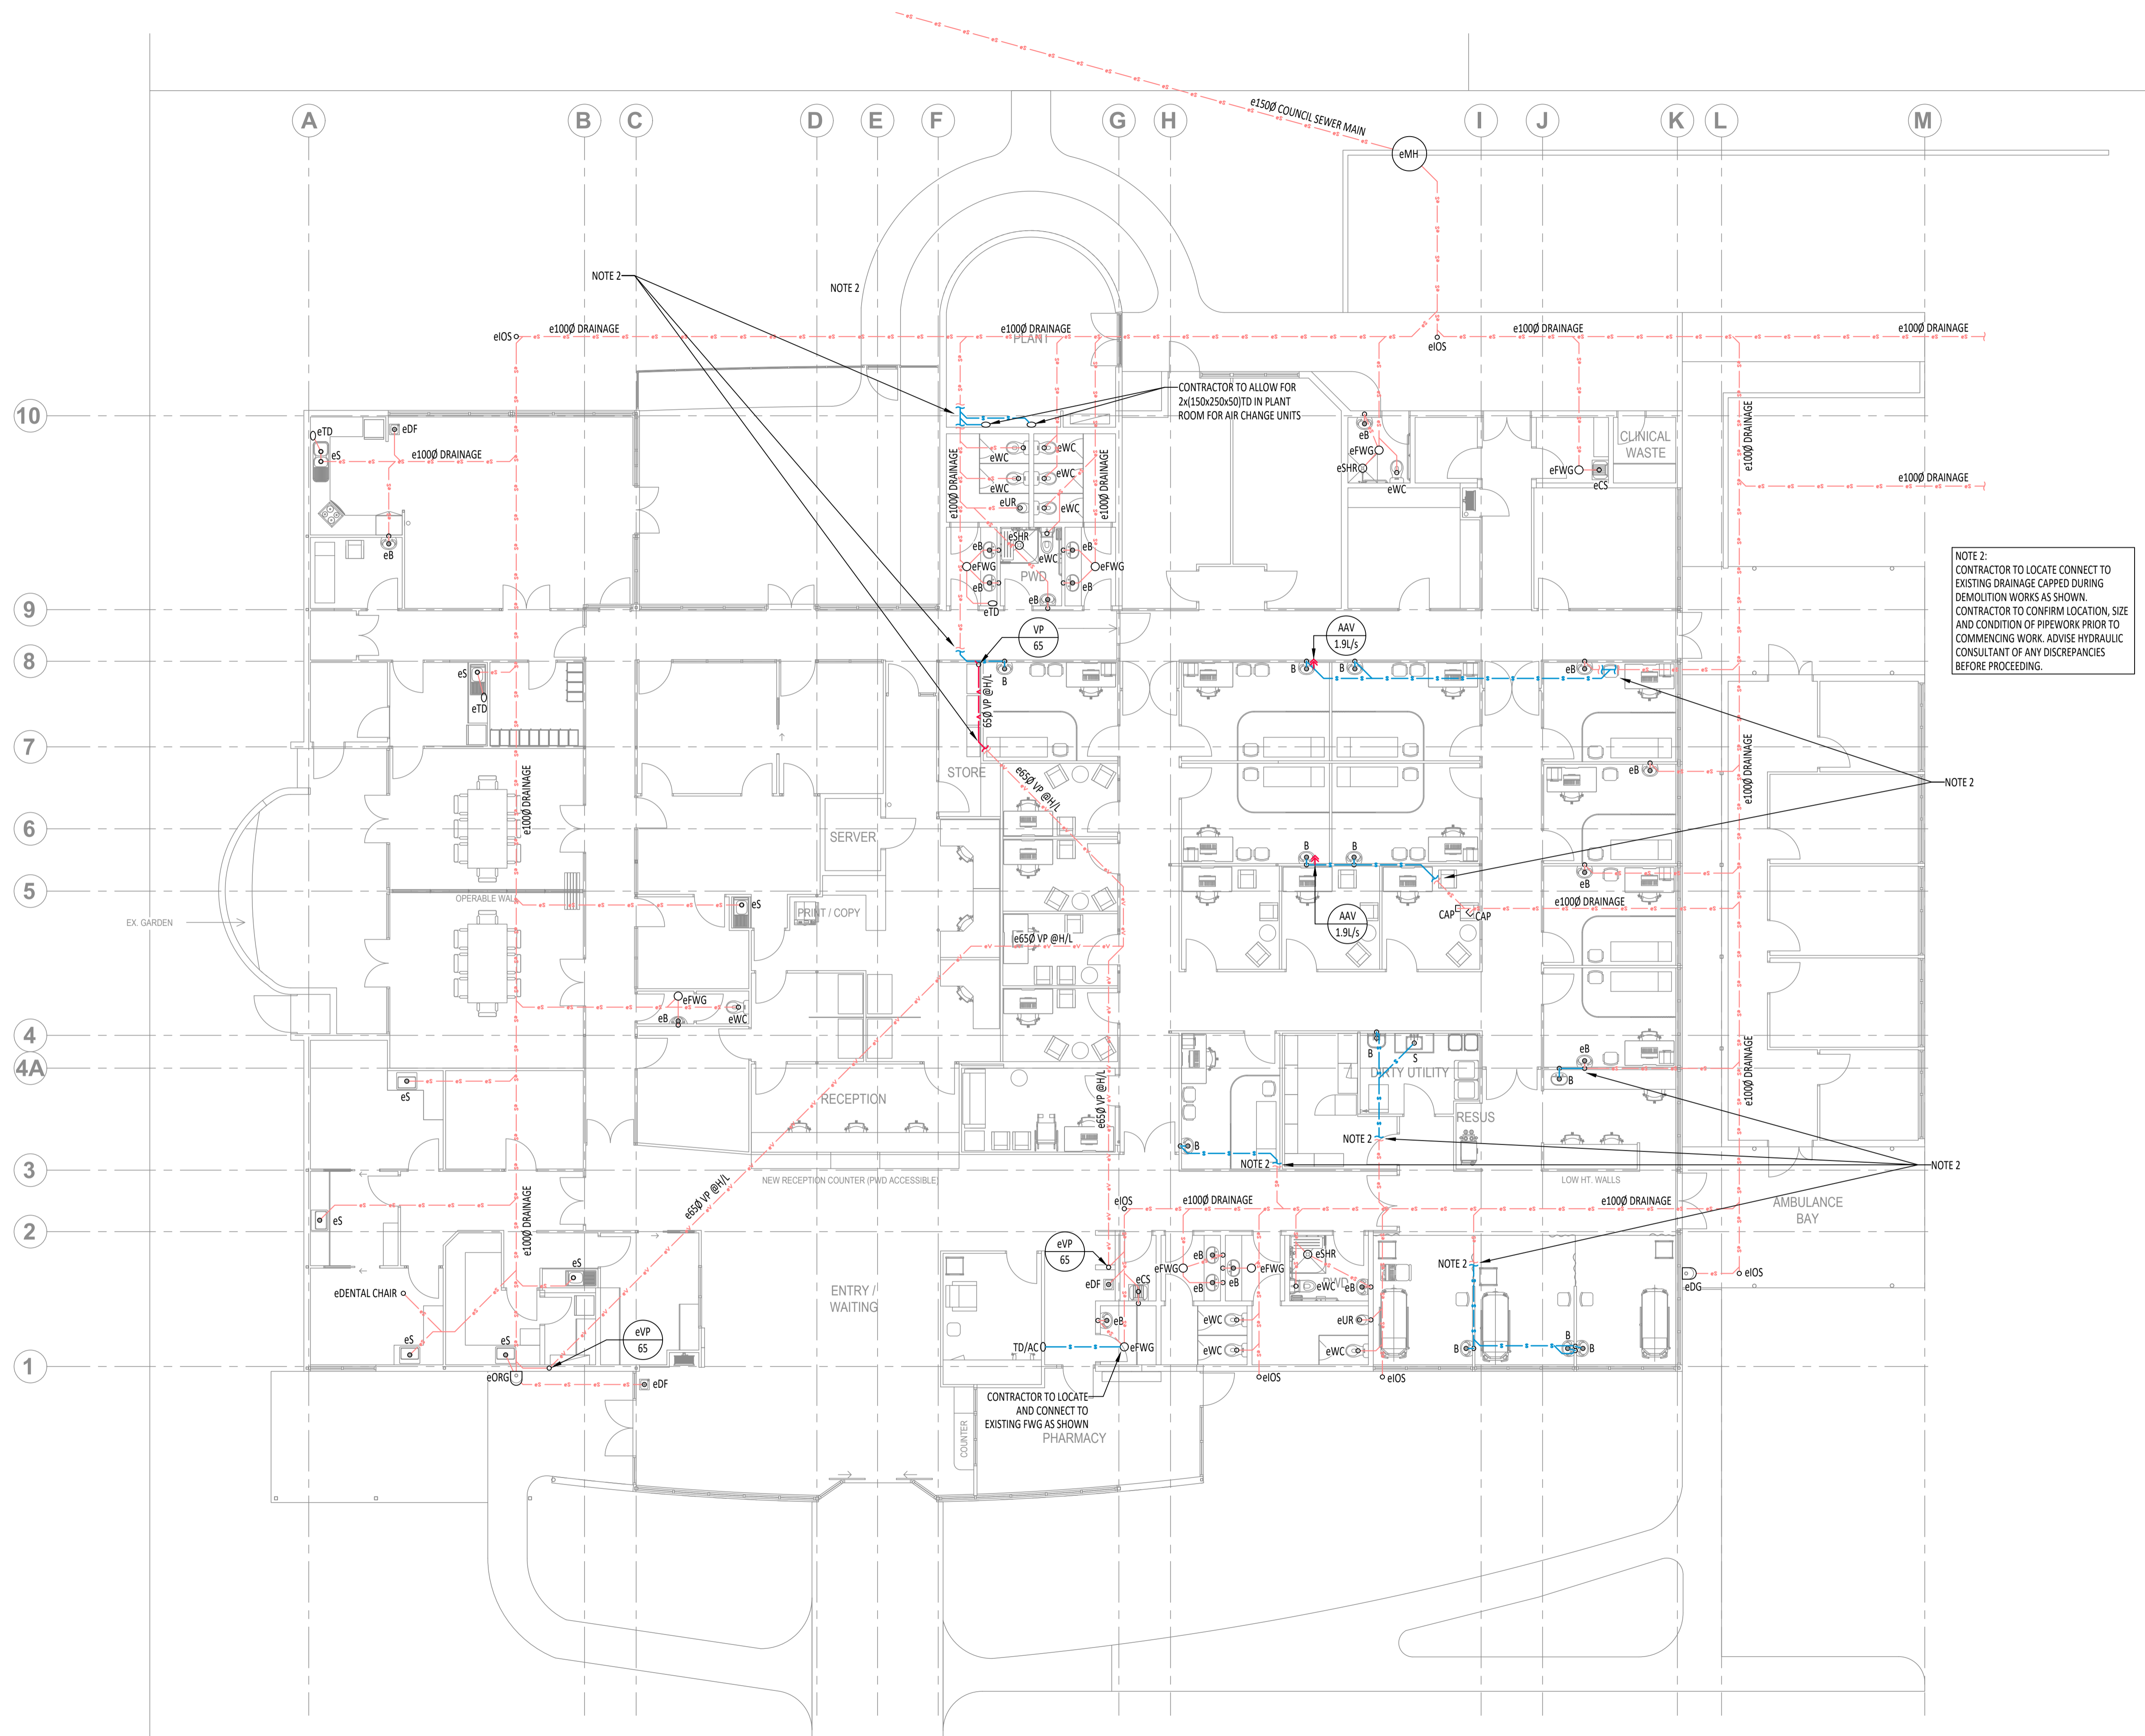 e150Ø COUNCIL SEWER MAIN
A
B
C
D
E
F
G
H
I
J
K
L
M
eMH
NOTE 2
NOTE 2
eIOS
e100Ø DRAINAGE
e100Ø DRAINAGE
PLANT
eIOS
e100Ø DRAINAGE
e100Ø DRAINAGE
CONTRACTOR TO ALLOW FOR
2x(150x250x50)TD IN PLANT
ROOM FOR AIR CHANGE UNITS
10
eTD
eDF
eS
e100Ø DRAINAGE
eB
e100Ø DRAINAGE
eWC
eWC
eWC
eWC
eUR
eWC
e100Ø DRAINAGE
eB
eFWG
eSHR
eWC
CLINICAL
WASTE
eFWG
eCS
e100Ø DRAINAGE
e100Ø DRAINAGE
eSHR
eB
eWC
eB
eFWG
eFWG
PWD
eB
eB
eB
eTD
NOTE 2:
CONTRACTOR TO LOCATE CONNECT TO
EXISTING DRAINAGE CAPPED DURING
DEMOLITION WORKS AS SHOWN.
CONTRACTOR TO CONFIRM LOCATION, SIZE
AND CONDITION OF PIPEWORK PRIOR TO
COMMENCING WORK. ADVISE HYDRAULIC
CONSULTANT OF ANY DISCREPANCIES
BEFORE PROCEEDING.
9
VP
65
AAV
1.9L/s
8
eS
eTD
B
B
B
eB
65Ø VP @H/L
7
STORE
e65Ø VP @H/L
e100Ø DRAINAGE
eB
e100Ø DRAINAGE
NOTE 2
6
SERVER
B
B
5
OPERABLE WALL
eS
PRINT / COPY
eB
EX. GARDEN
AAV
1.9L/s
CAP
CAP
e100Ø DRAINAGE
e65Ø VP @H/L
eFWG
eB
eWC
4
4A
B
S
DIRTY UTILITY
eB
B
eS
RECEPTION
e65Ø VP @H/L
RESUS
e100Ø DRAINAGE
B
NOTE 2
NOTE 2
NOTE 2
3
NEW RECEPTION COUNTER (PWD ACCESSIBLE)
LOW HT. WALLS
e65Ø VP @H/L
eS
e100Ø DRAINAGE
eIOS
e100Ø DRAINAGE
e100Ø DRAINAGE
AMBULANCE
BAY
2
eVP
65
eS
eDF
eCS
eFWG
eB
eB
eB
eFWG
eSHR
PWD
eWC
eB
NOTE 2
eDG
eIOS
eDENTAL CHAIR
ENTRY /
WAITING
eB
eWC
eUR
eVP
65
eS
eS
TD/AC
eFWG
eWC
eWC
B
B
B
1
eORG
eDF
eIOS
eIOS
CONTRACTOR TO LOCATE
AND CONNECT TO
EXISTING FWG AS SHOWN
COUNTER
PHARMACY